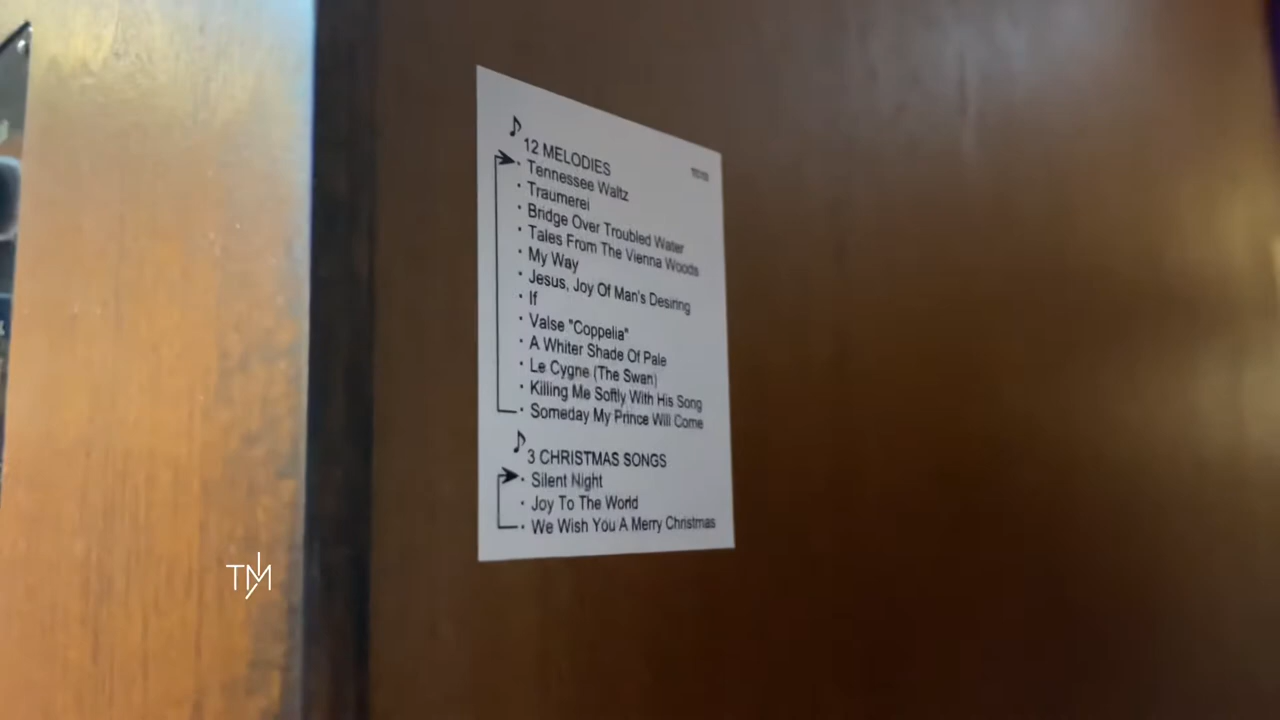 12 MELODIES
· Tennessee Waltz
· Traumerei
· Bridge Over Troubled Water
· Tales From The Vienna Woods
· My Way
· Jesus, Joy Of Man's Desiring
· If
· Valse "Coppelia"
· A Whiter Shade Of Pale
· Le Cygne (The Swan)
· Killing Me Softly With His Song
· Someday My Prince Will Come
3 CHRISTMAS SONGS
· Silent Night
· Joy To The World
· We Wish You A Merry Christmas